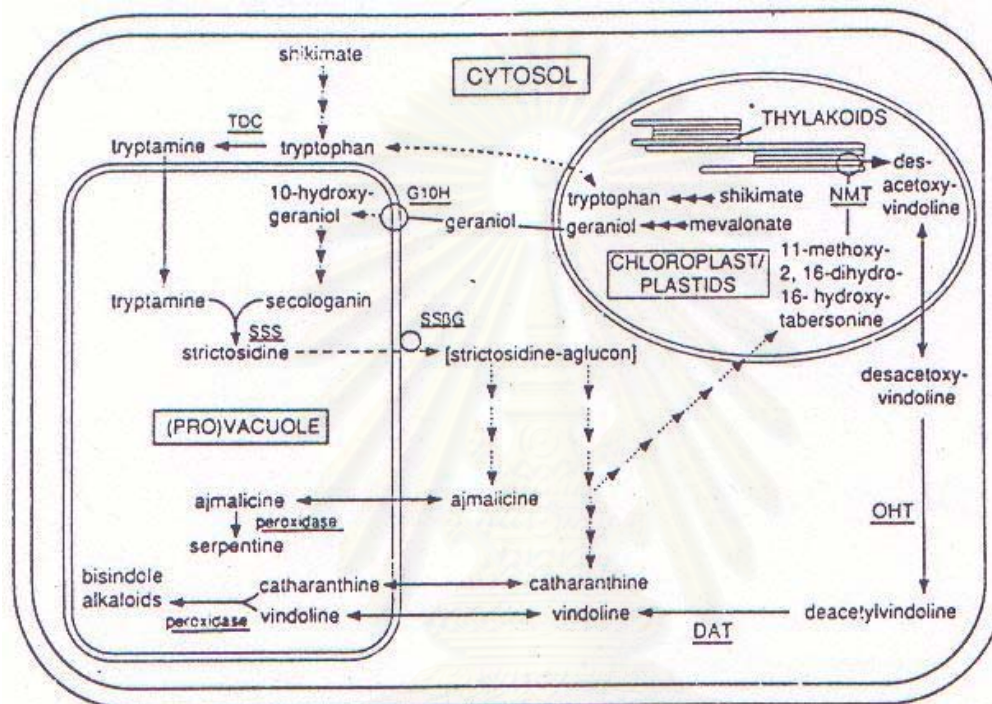 shikimate
CYTOSOL
TDC
tryptamine
tryptophan
THYLAKOIDS
10-hydroxy-
geraniol
G10H
geraniol
tryptophan
shikimate
geraniol
mevalonate
NMT
des-
acetoxy-
vindoline
CHLOROPLAST/
PLASTIDS
11-methoxy-
2, 16-dihydro-
16- hydroxy-
tabersonine
tryptamine
secologanin
SSS
strictosidine
SSβG
[strictosidine-aglucon]
desacetoxy-
vindoline
(PRO)VACUOLE
ajmalicine
ajmalicine
peroxidase
serpentine
OHT
bisindole
alkaloids
catharanthine
catharanthine
peroxidase
vindoline
vindoline
DAT
deacetylvindoline